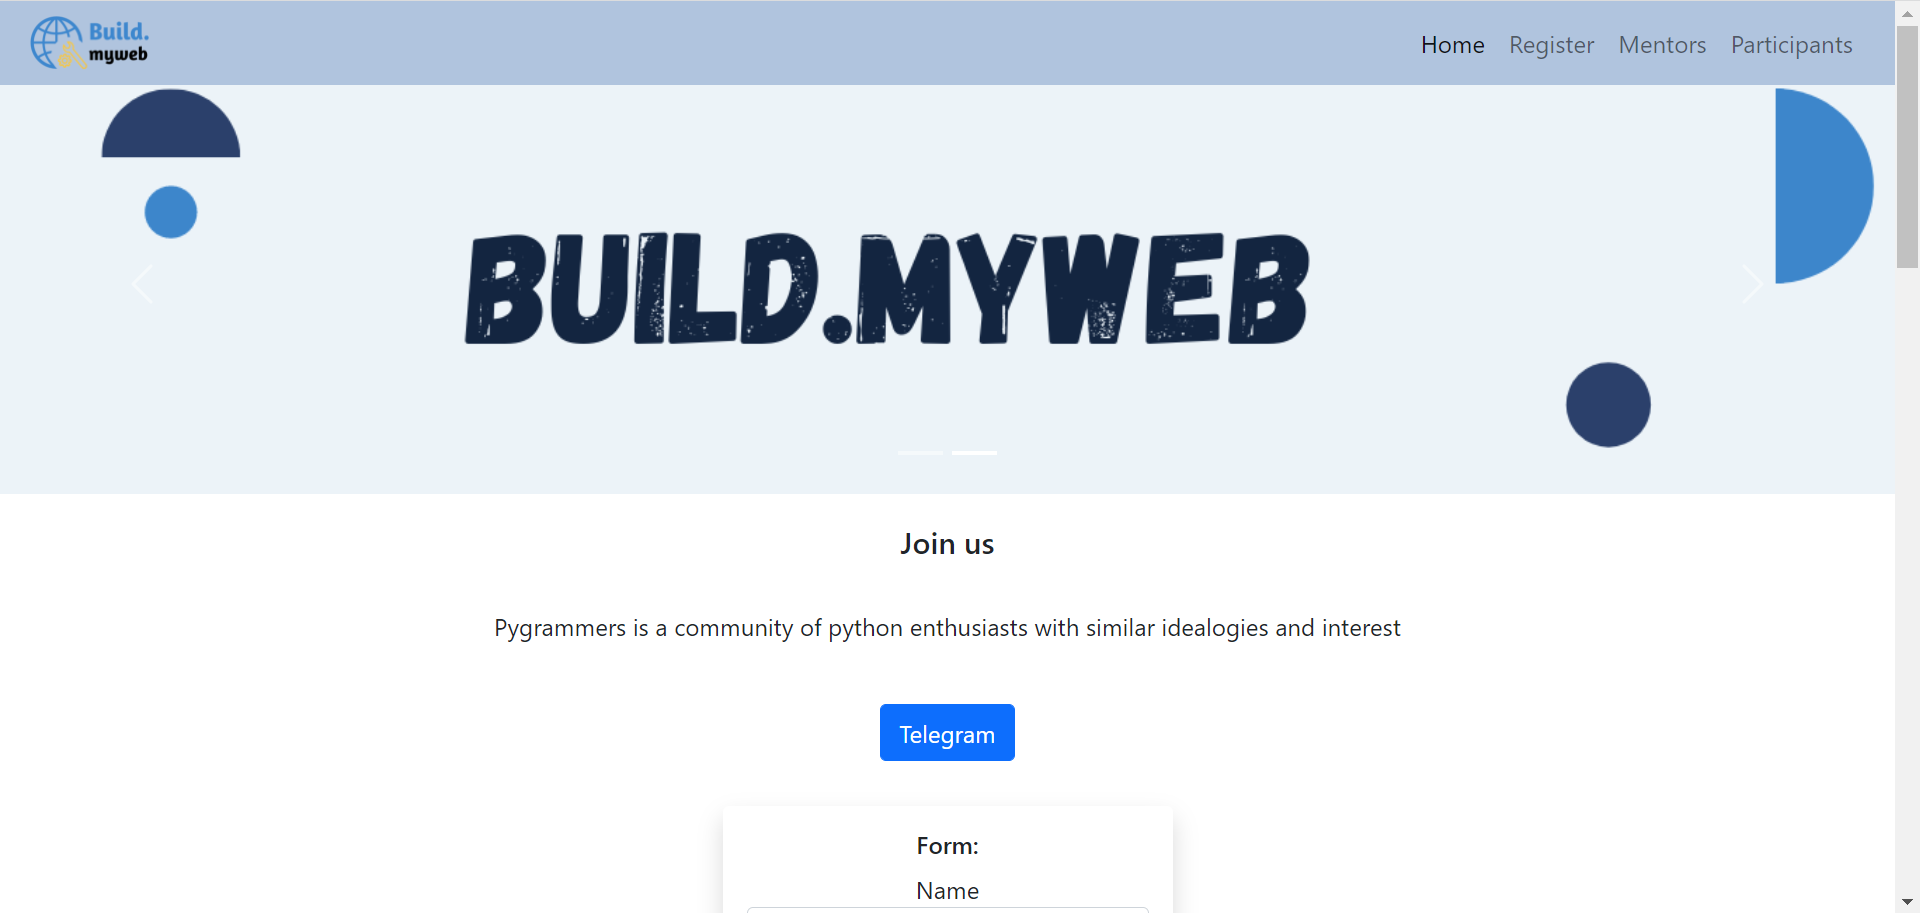 Build.
myweb
Home Register Mentors Participants
BUILD.MYWEB
Join us
Pygrammers is a community of python enthusiasts with similar idealogies and interest
Telegram
Form:
Name